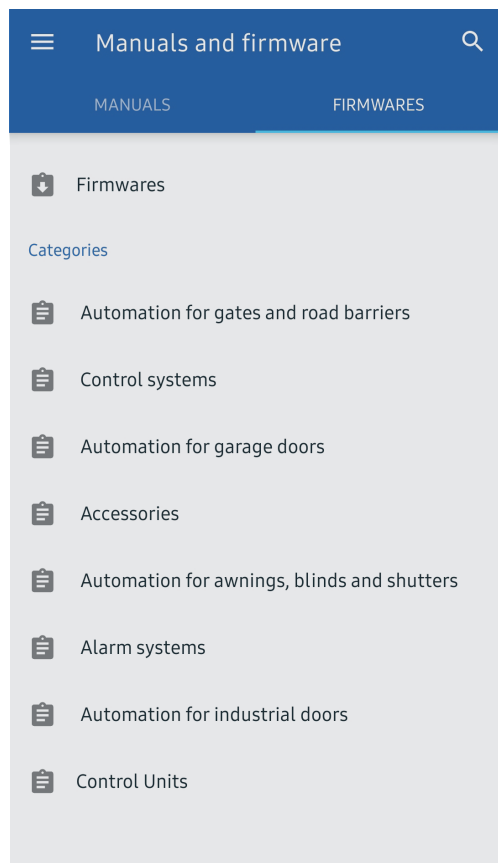 Manuals and firmware
MANUALS FIRMWARES
Firmwares
Categories
Automation for gates and road barriers
Control systems
Automation for garage doors
Accessories
Automation for awnings, blinds and shutters
Alarm systems
Automation for industrial doors
Control Units